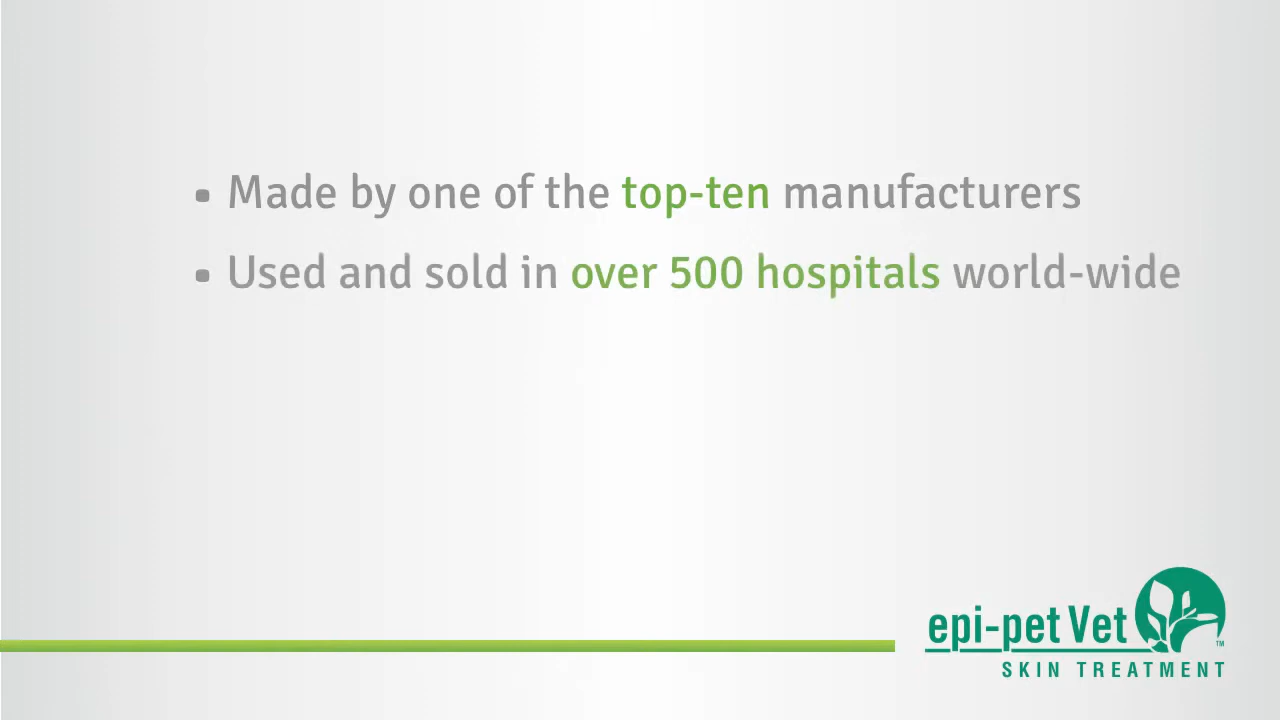 ▪ Made by one of the top-ten manufacturers
▪ Used and sold in over 500 hospitals world-wide
epi-pet Vet
™
SKIN TREATMENT